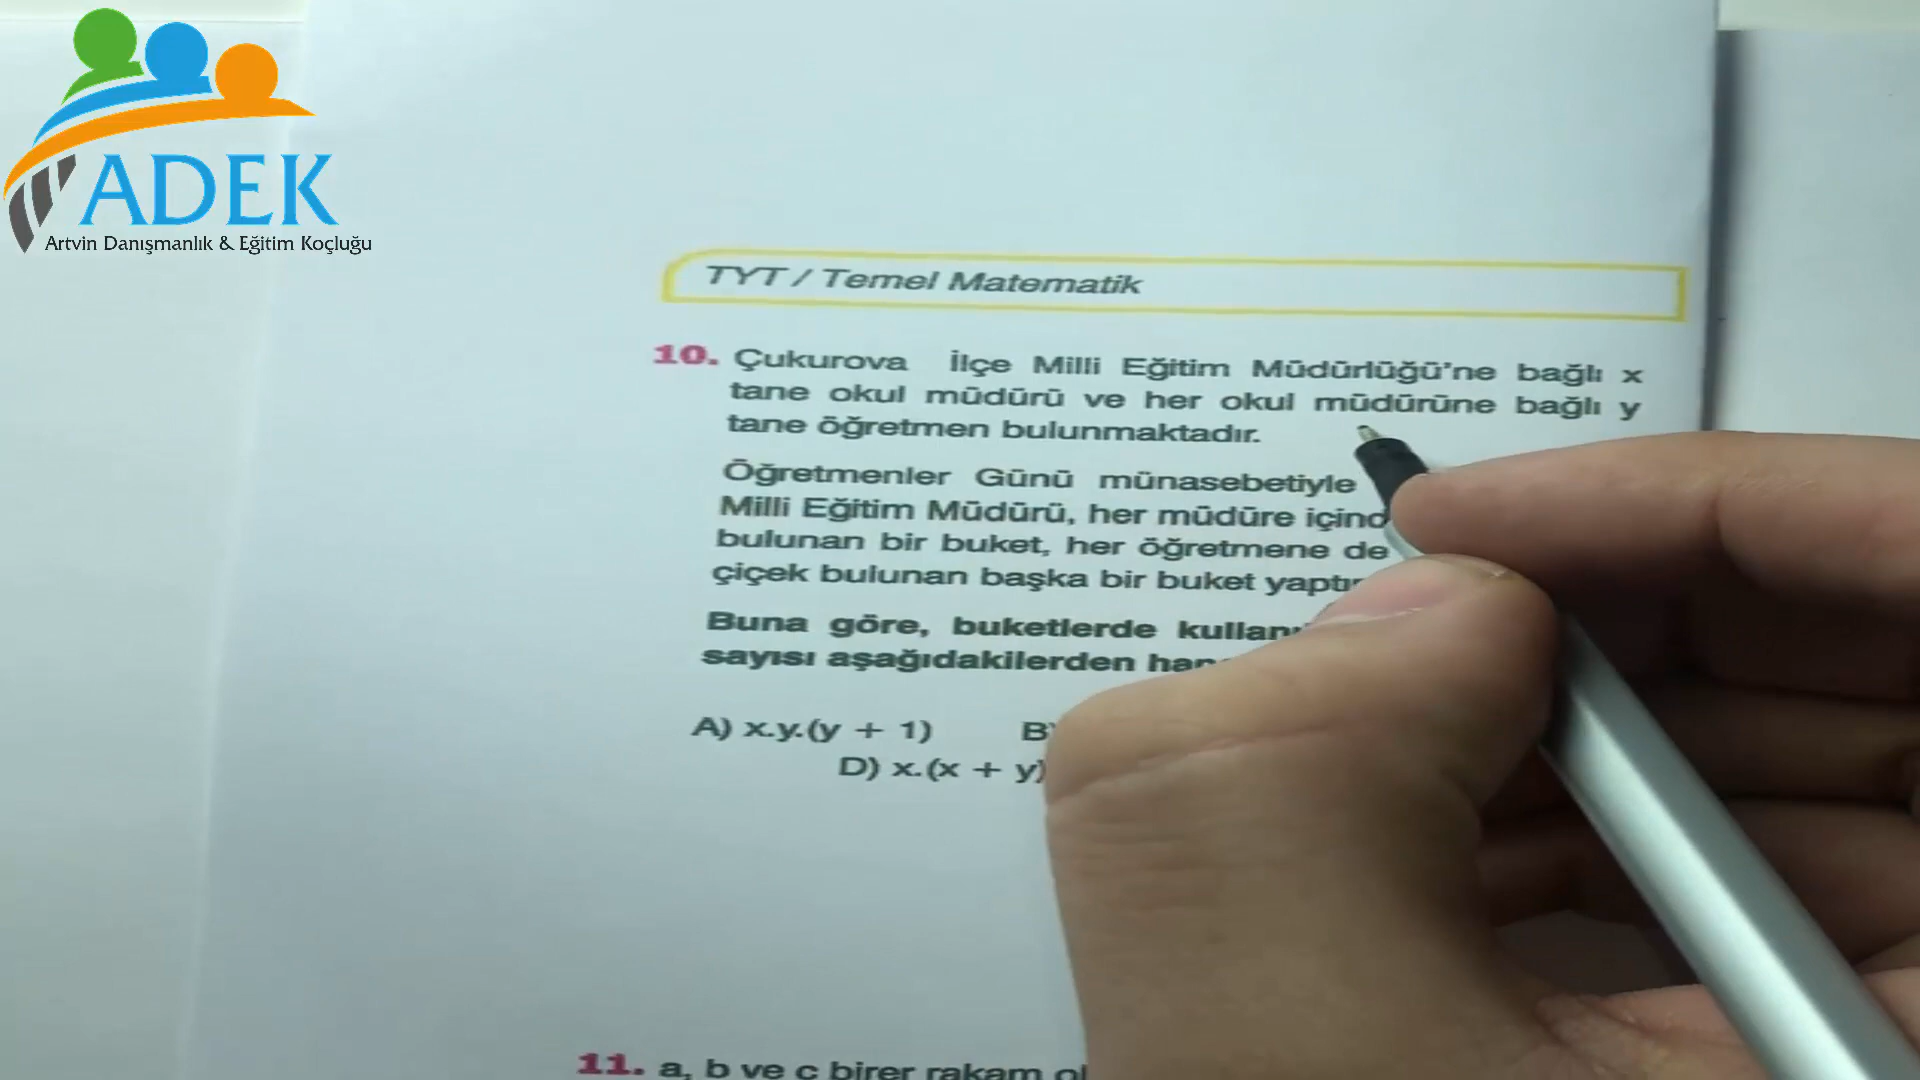 ADEK
Artvin Danışmanlık & Eğitim Koçluğu
TYT / Temel Matematik
10. Çukurova İlçe Milli Eğitim Müdürlüğü'ne bağlı x
tane okul müdürü ve her okul müdürüne bağlı y
tane öğretmen bulunmaktadır.
Öğretmenler Günü münasebetiyle
Milli Eğitim Müdürü, her müdüre
bulunan bir buket, her öğretmene de
çiçek bulunan başka bir buket
Buna göre, buketlerde
sayısı aşağıdakilerden
A) x.y.(y + 1) B)
D) x.(x + y)
11. a, b ve c birer rakam